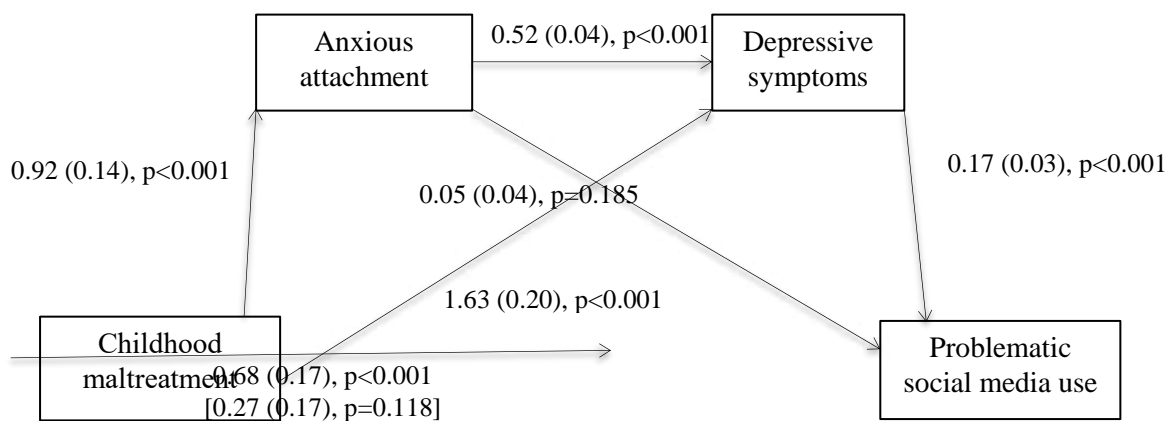 Anxious
attachment
0.52 (0.04), p<0.001
Depressive
symptoms
0.92 (0.14), p<0.001
0.05 (0.04), p=0.185
0.17 (0.03), p<0.001
1.63 (0.20), p<0.001
Childhood
maltreatment
0.68 (0.17), p<0.001
[0.27 (0.17), p=0.118]
Problematic
social media use